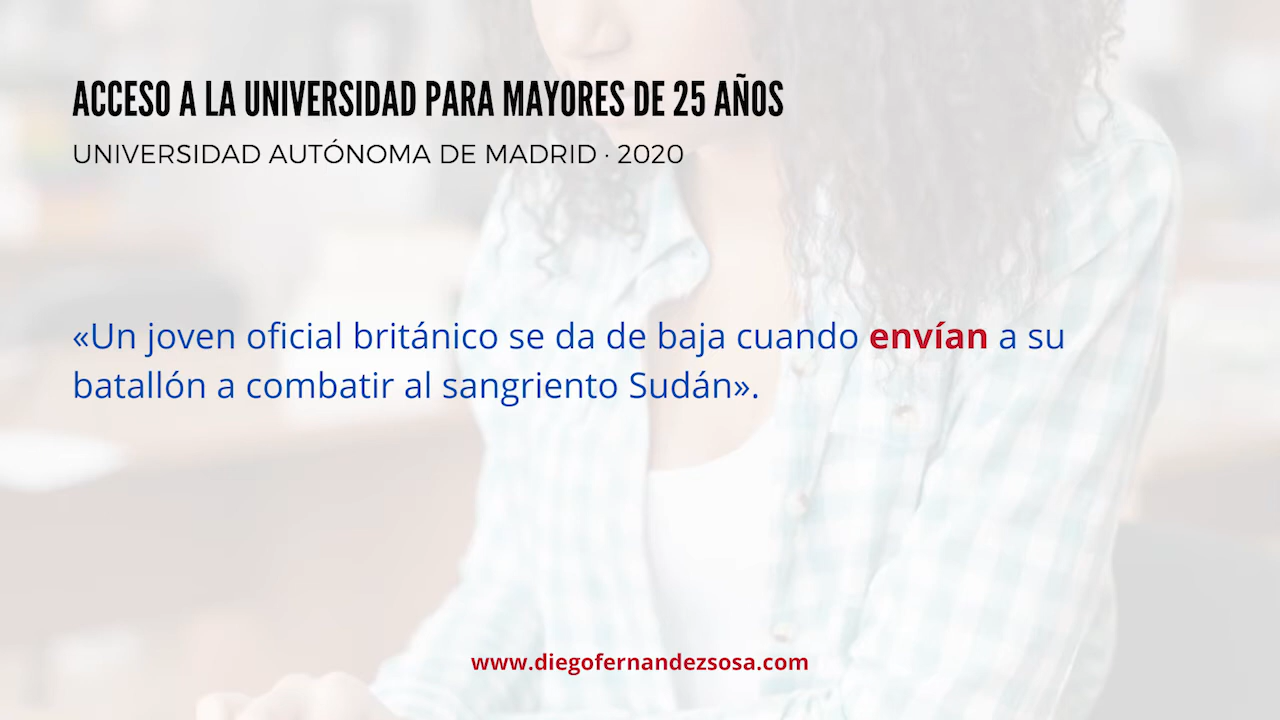 ACCESO A LA UNIVERSIDAD PARA MAYORES DE 25 AÑOS
UNIVERSIDAD AUTÓNOMA DE MADRID · 2020
«Un joven oficial británico se da de baja cuando envían a su
batallón a combatir al sangriento Sudán».
www.diegofernandezsosa.com